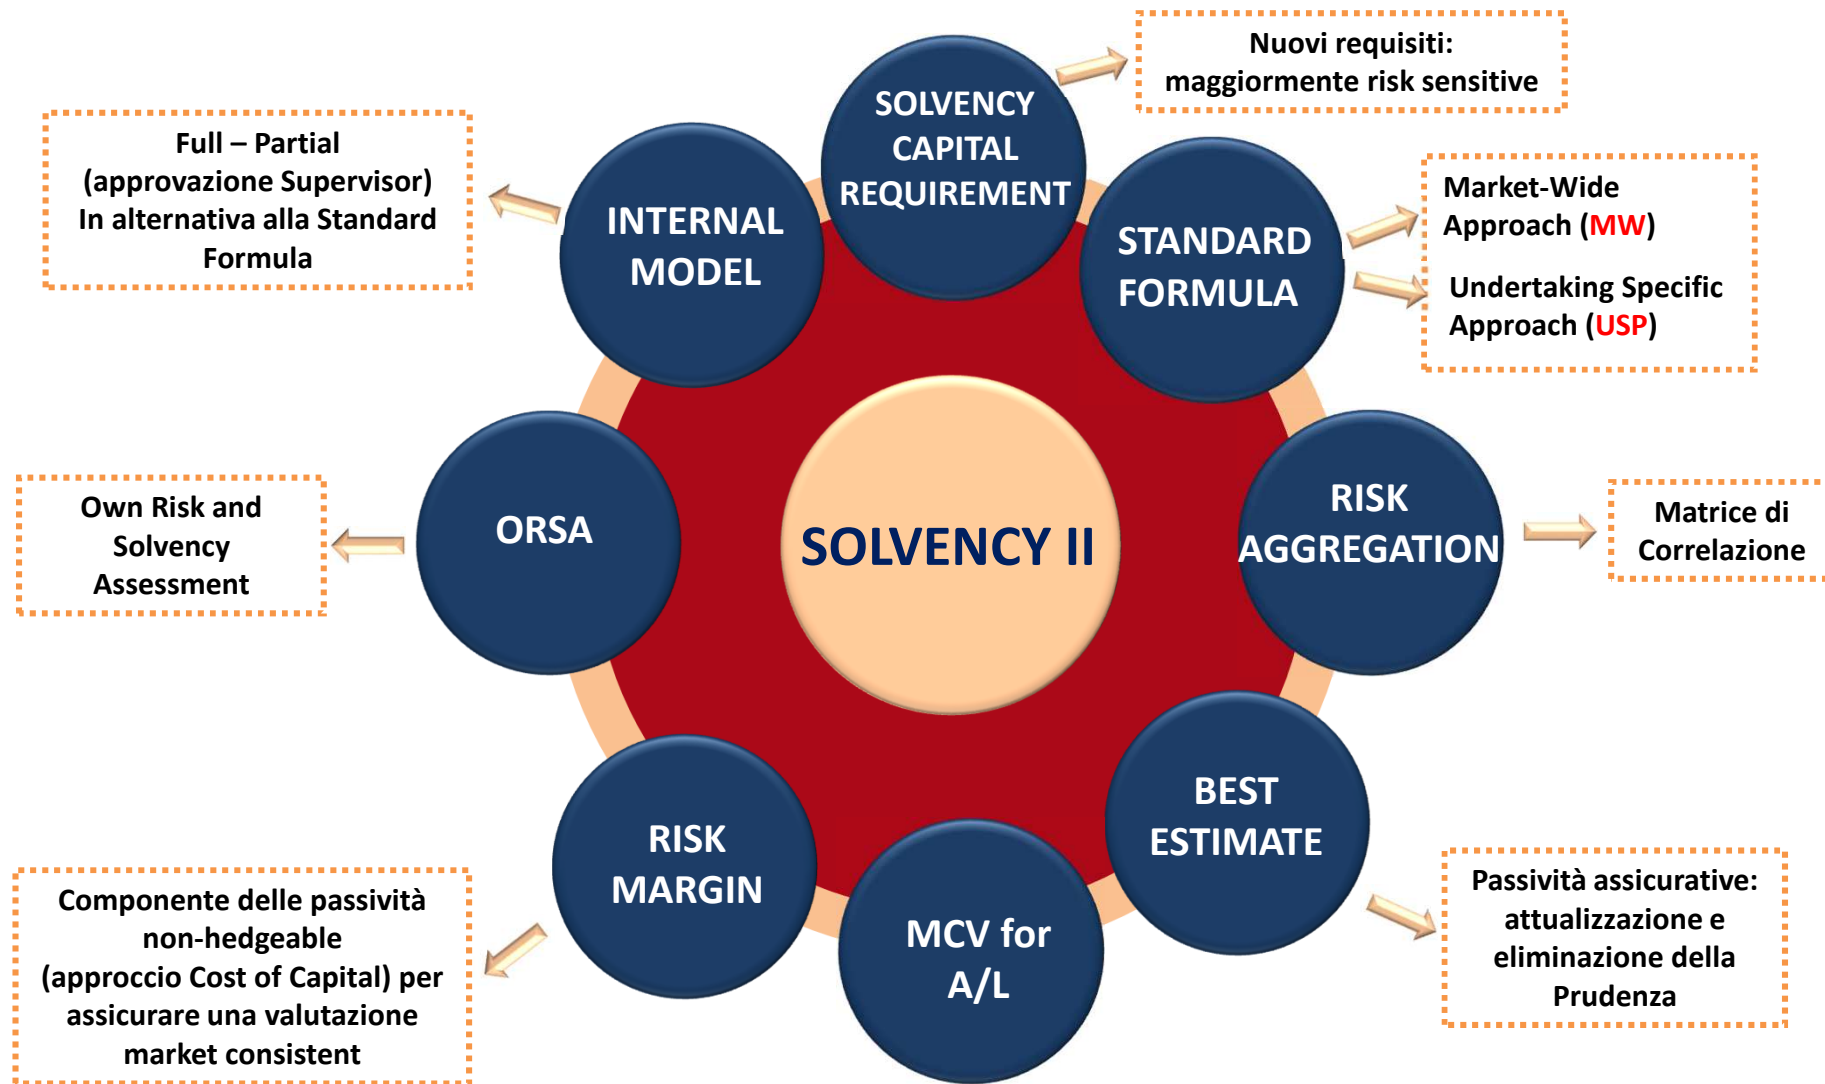 Nuovi requisiti:
maggiormente risk sensitive
SOLVENCY
CAPITAL
REQUIREMENT
Full – Partial
(approvazione Supervisor)
In alternativa alla Standard
Formula
INTERNAL
MODEL
STANDARD
FORMULA
Market-Wide
Approach (MW)
Undertaking Specific
Approach (USP)
Own Risk and
Solvency
Assessment
ORSA
SOLVENCY II
RISK
AGGREGATION
Matrice di
Correlazione
RISK
MARGIN
BEST
ESTIMATE
MCV for
A/L
Componente delle passività
non-hedgeable
(approccio Cost of Capital) per
assicurare una valutazione
market consistent
Passività assicurative:
attualizzazione e
eliminazione della
Prudenza